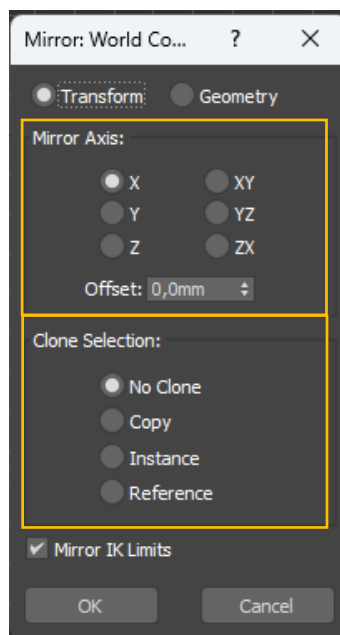 Mirror: World Co... ? ×
Transform Geometry
Mirror Axis:
X XY
Y YZ
Z ZX
Offset: 0,0mm
Clone Selection:
No Clone
Copy
Instance
Reference
Mirror IK Limits
OK Cancel